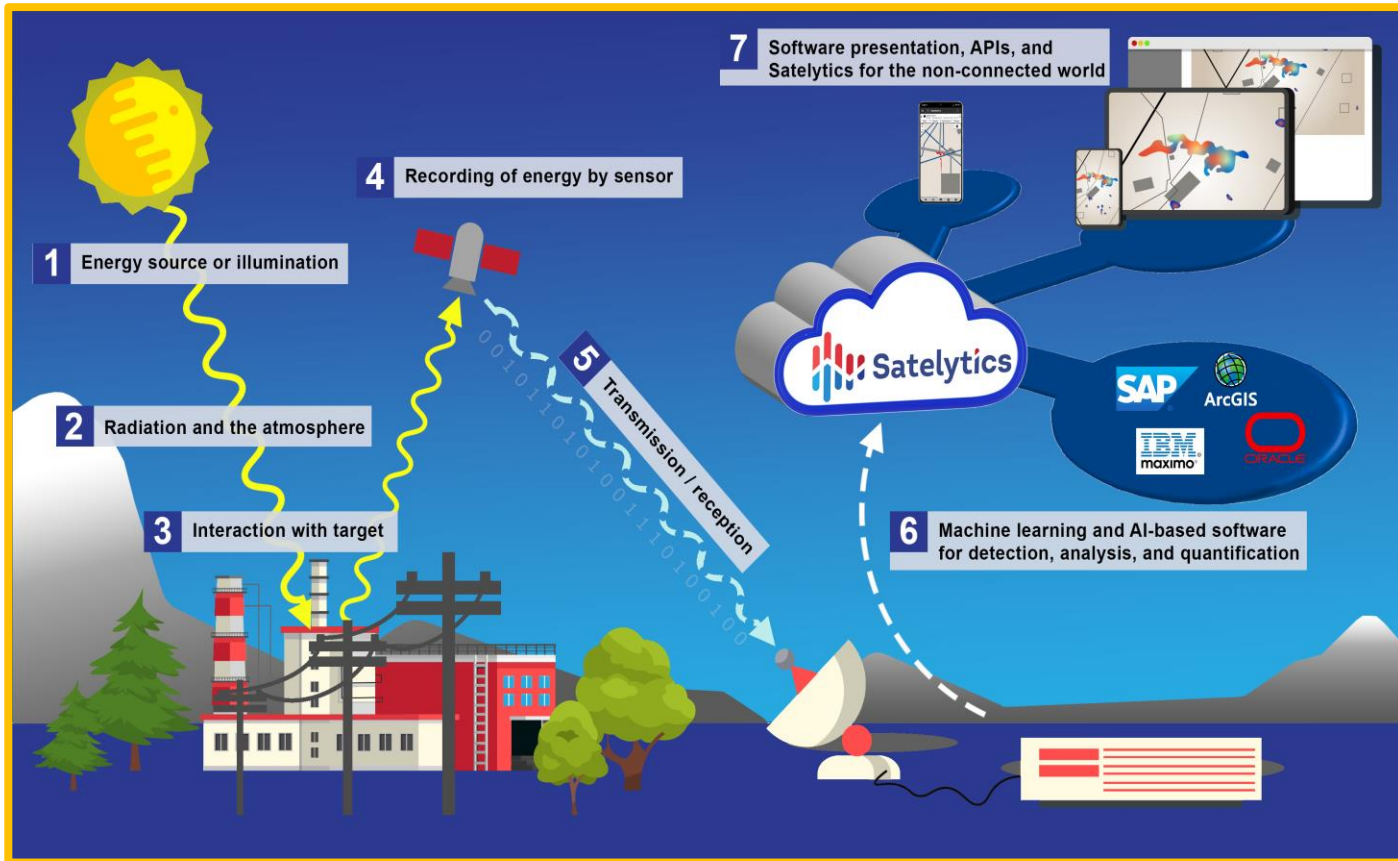 1 Energy source or illumination
2 Radiation and the atmosphere
3 Interaction with target
4 Recording of energy by sensor
5 Transmission / reception
001011010101001110100100
7 Software presentation, APIs, and
Satelytics for the non-connected world
Satelytics
SAP
ArcGIS
IBM
maximo
ORACLE
6 Machine learning and AI-based software
for detection, analysis, and quantification